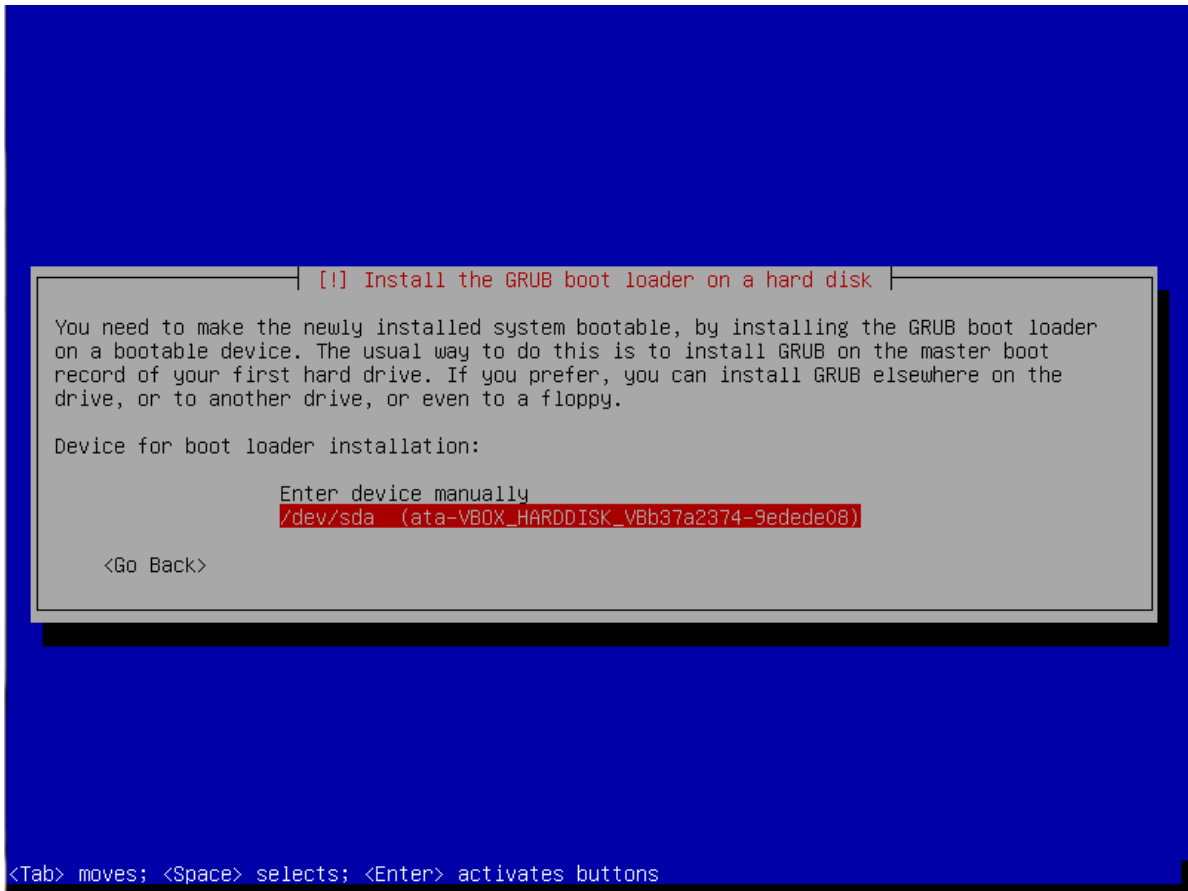 [!] Install the GRUB boot loader on a hard disk
You need to make the newly installed system bootable, by installing the GRUB boot loader
on a bootable device. The usual way to do this is to install GRUB on the master boot
record of your first hard drive. If you prefer, you can install GRUB elsewhere on the
drive, or to another drive, or even to a floppy.
Device for boot loader installation:
Enter device manually
/dev/sda  (ata-VBOX_HARDDISK_VBb37a2374-9edede08)
<Go Back>
<Tab> moves; <Space> selects; <Enter> activates buttons